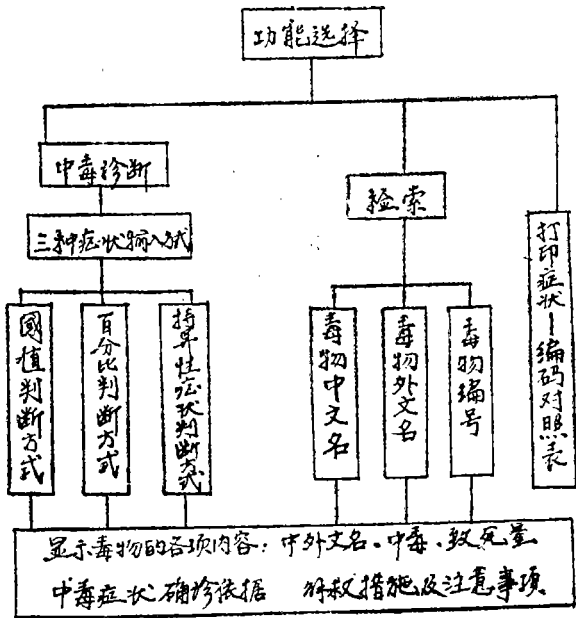 功能选择
中毒诊断
检索
三种症状输入方式
打印症状—编码对照表
國植判断方式
百分比判断方式
特异性症状判断方式
毒物中文名
毒物外文名
毒物编号
显示毒物的各项内容：中外文名、中毒、致死量
中毒症状确诊依据 解救措施及注意事项